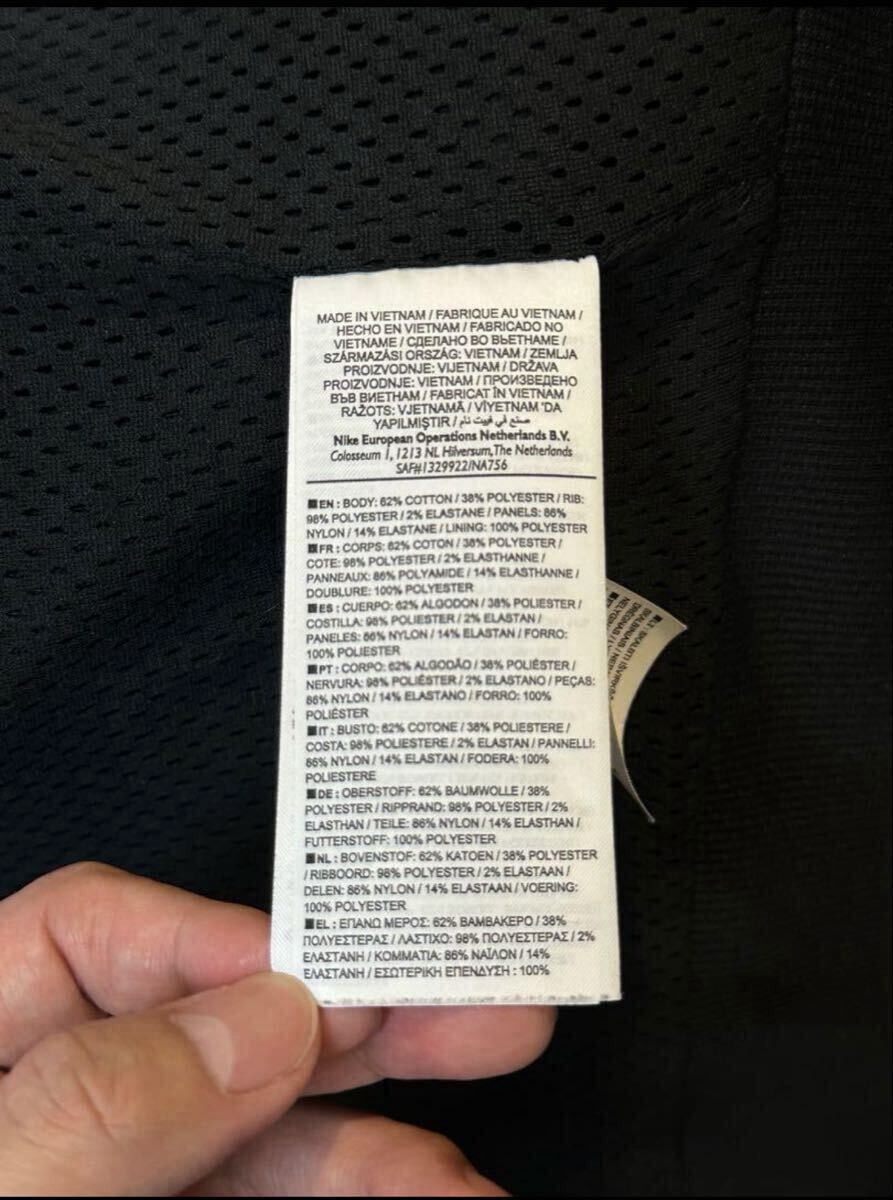 MADE IN VIETNAM / FABRIQUE AU VIETNAM /
HECHO EN VIETNAM / FABRICADO NO
VIETNAME / СДЕЛАНО ВО ВЬЕТНАМЕ /
SZÁRMAZÁSI ORSZÁG: VIETNAM / ZEMLJA
PROIZVODNJE: VIJETNAM / DRŽAVA
PROIZVODNJE: VIETNAM / ПРОИЗВЕДЕНО
ВЪВ ВИЕТНАМ / FABRICAT ÎN VIETNAM /
RAŽOTS: VJETNAMĀ / VİYETNAM 'DA
YAPILMIŞTIR / صنع في فييت نام
Nike European Operations Netherlands B.V.
Colosseum 1, 1213 NL Hilversum, The Netherlands
SAF#1329922/NA756
EN : BODY: 62% COTTON / 38% POLYESTER / RIB:
98% POLYESTER / 2% ELASTANE / PANELS: 86%
NYLON / 14% ELASTANE / LINING: 100% POLYESTER
FR : CORPS: 62% COTON / 38% POLYESTER /
COTE: 98% POLYESTER / 2% ELASTHANNE /
PANNEAUX: 86% POLYAMIDE / 14% ELASTHANNE /
DOUBLURE: 100% POLYESTER
ES : CUERPO: 62% ALGODON / 38% POLIESTER /
COSTILLA: 98% POLIESTER / 2% ELASTAN /
PANELES: 86% NYLON / 14% ELASTAN / FORRO:
100% POLIESTER
PT : CORPO: 62% ALGODÃO / 38% POLIÉSTER /
NERVURA: 98% POLIÉSTER / 2% ELASTANO / PEÇAS:
86% NYLON / 14% ELASTANO / FORRO: 100%
POLIÉSTER
IT : BUSTO: 62% COTONE / 38% POLIESTERE /
COSTA: 98% POLIESTERE / 2% ELASTAN / PANNELLI:
86% NYLON / 14% ELASTAN / FODERA: 100%
POLIESTERE
DE : OBERSTOFF: 62% BAUMWOLLE / 38%
POLYESTER / RIPPRAND: 98% POLYESTER / 2%
ELASTHAN / TEILE: 86% NYLON / 14% ELASTHAN /
FUTTERSTOFF: 100% POLYESTER
NL : BOVENSTOF: 62% KATOEN / 38% POLYESTER
/ RIBBOORD: 98% POLYESTER / 2% ELASTAAN /
DELEN: 86% NYLON / 14% ELASTAAN / VOERING:
100% POLYESTER
EL : ΕΠΑΝΩ ΜΕΡΟΣ: 62% ΒΑΜΒΑΚΕΡΟ / 38%
ΠΟΛΥΕΣΤΕΡΑΣ / ΛΑΣΤΙΧΟ: 98% ΠΟΛΥΕΣΤΕΡΑΣ / 2%
ΕΛΑΣΤΑΝΗ / ΚΟΜΜΑΤΙΑ: 86% ΝΑΪΛΟΝ / 14%
ΕΛΑΣΤΑΝΗ / ΕΣΩΤΕΡΙΚΗ ΕΠΕΝΔΥΣΗ : 100%